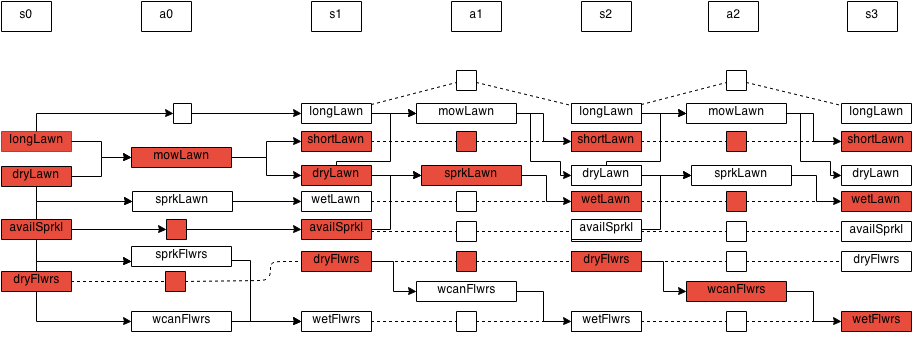 s0 a0 s1 a1 s2 a2 s3
longLawn mowLawn longLawn mowLawn longLawn
longLawn shortLawn shortLawn shortLawn
mowLawn
dryLawn dryLawn sprkLawn dryLawn sprkLawn dryLawn
sprkLawn wetLawn wetLawn wetLawn
availSprkl availSprkl availSprkl availSprkl
sprkFlwrs dryFlwrs dryFlwrs dryFlwrs
dryFlwrs wcanFlwrs wcanFlwrs
wcanFlwrs wetFlwrs wetFlwrs wetFlwrs